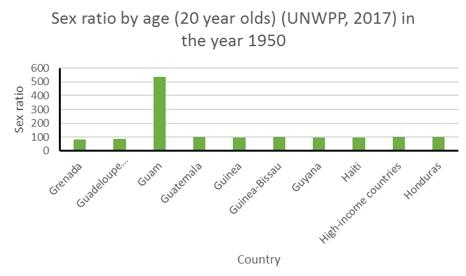 Sex ratio by age (20 year olds) (UNWPP, 2017) in
the year 1950
Sex ratio
600
500
400
300
200
100
0
Grenada
Guadeloupe...
Guam
Guatemala
Guinea
Guinea-Bissau
Guyana
Haiti
High-income countries
Honduras
Country